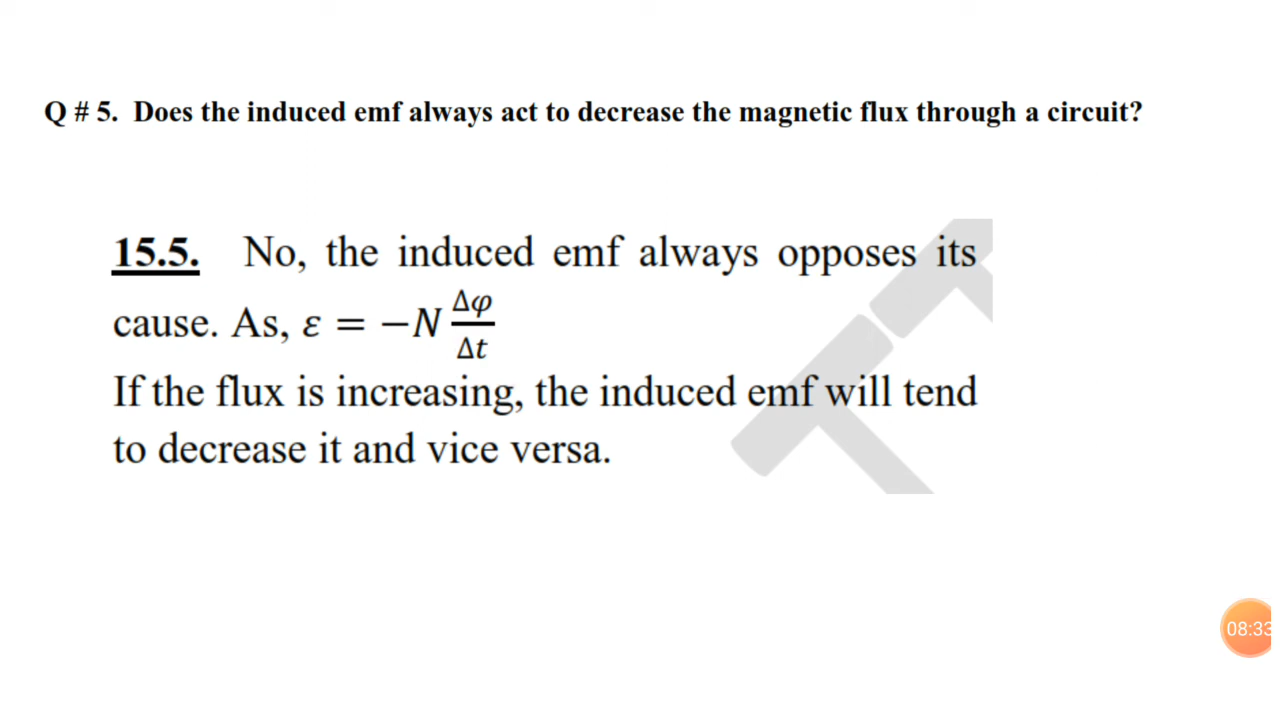 Q # 5. Does the induced emf always act to decrease the magnetic flux through a circuit?
15.5. No, the induced emf always opposes its
cause. As, ε = −N Δφ/Δt
If the flux is increasing, the induced emf will tend
to decrease it and vice versa.
08:33